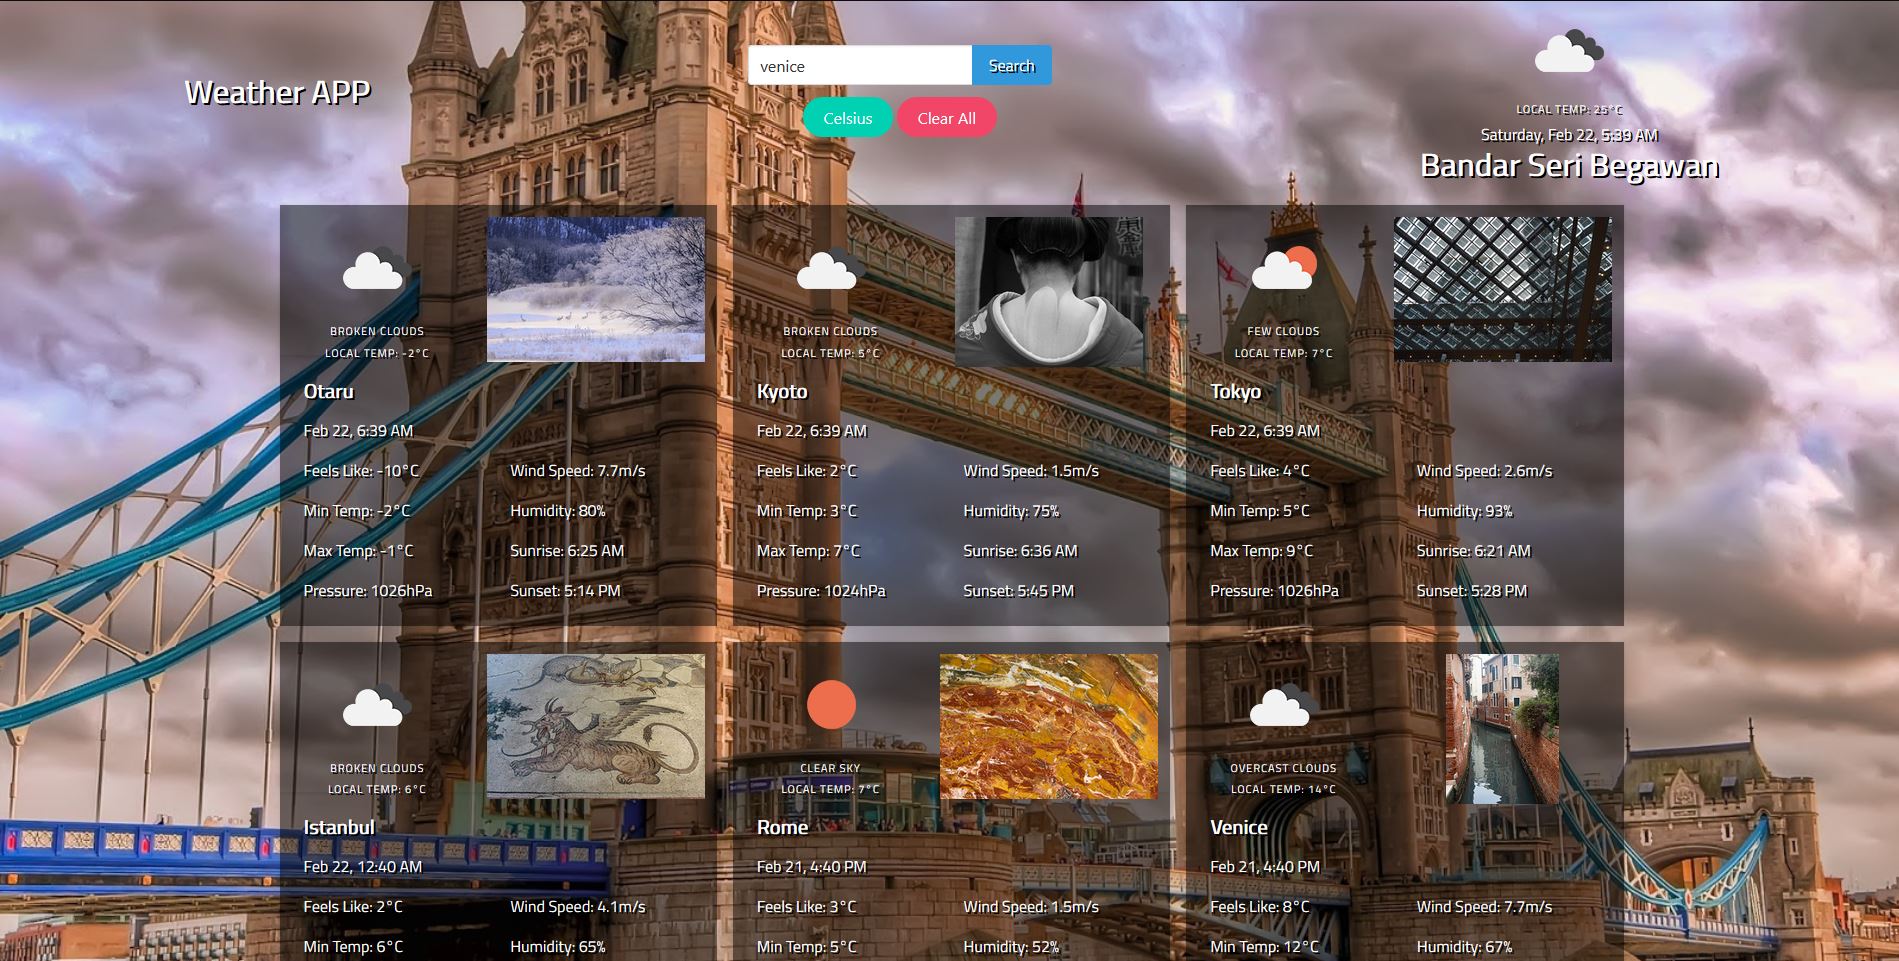 Weather APP
venice
Search
Celsius
Clear All
LOCAL TEMP: 25°C
Saturday, Feb 22, 5:39 AM
Bandar Seri Begawan
BROKEN CLOUDS
LOCAL TEMP: -2°C
Otaru
Feb 22, 6:39 AM
Feels Like: -10°C
Wind Speed: 7.7m/s
Min Temp: -2°C
Humidity: 80%
Max Temp: -1°C
Sunrise: 6:25 AM
Pressure: 1026hPa
Sunset: 5:14 PM
BROKEN CLOUDS
LOCAL TEMP: 5°C
Kyoto
Feb 22, 6:39 AM
Feels Like: 2°C
Wind Speed: 1.5m/s
Min Temp: 3°C
Humidity: 75%
Max Temp: 7°C
Sunrise: 6:36 AM
Pressure: 1024hPa
Sunset: 5:45 PM
FEW CLOUDS
LOCAL TEMP: 7°C
Tokyo
Feb 22, 6:39 AM
Feels Like: 4°C
Wind Speed: 2.6m/s
Min Temp: 5°C
Humidity: 93%
Max Temp: 9°C
Sunrise: 6:21 AM
Pressure: 1026hPa
Sunset: 5:28 PM
BROKEN CLOUDS
LOCAL TEMP: 6°C
Istanbul
Feb 22, 12:40 AM
Feels Like: 2°C
Wind Speed: 4.1m/s
Min Temp: 6°C
Humidity: 65%
CLEAR SKY
LOCAL TEMP: 7°C
Rome
Feb 21, 4:40 PM
Feels Like: 3°C
Wind Speed: 1.5m/s
Min Temp: 5°C
Humidity: 52%
OVERCAST CLOUDS
LOCAL TEMP: 14°C
Venice
Feb 21, 4:40 PM
Feels Like: 8°C
Wind Speed: 7.7m/s
Min Temp: 12°C
Humidity: 67%